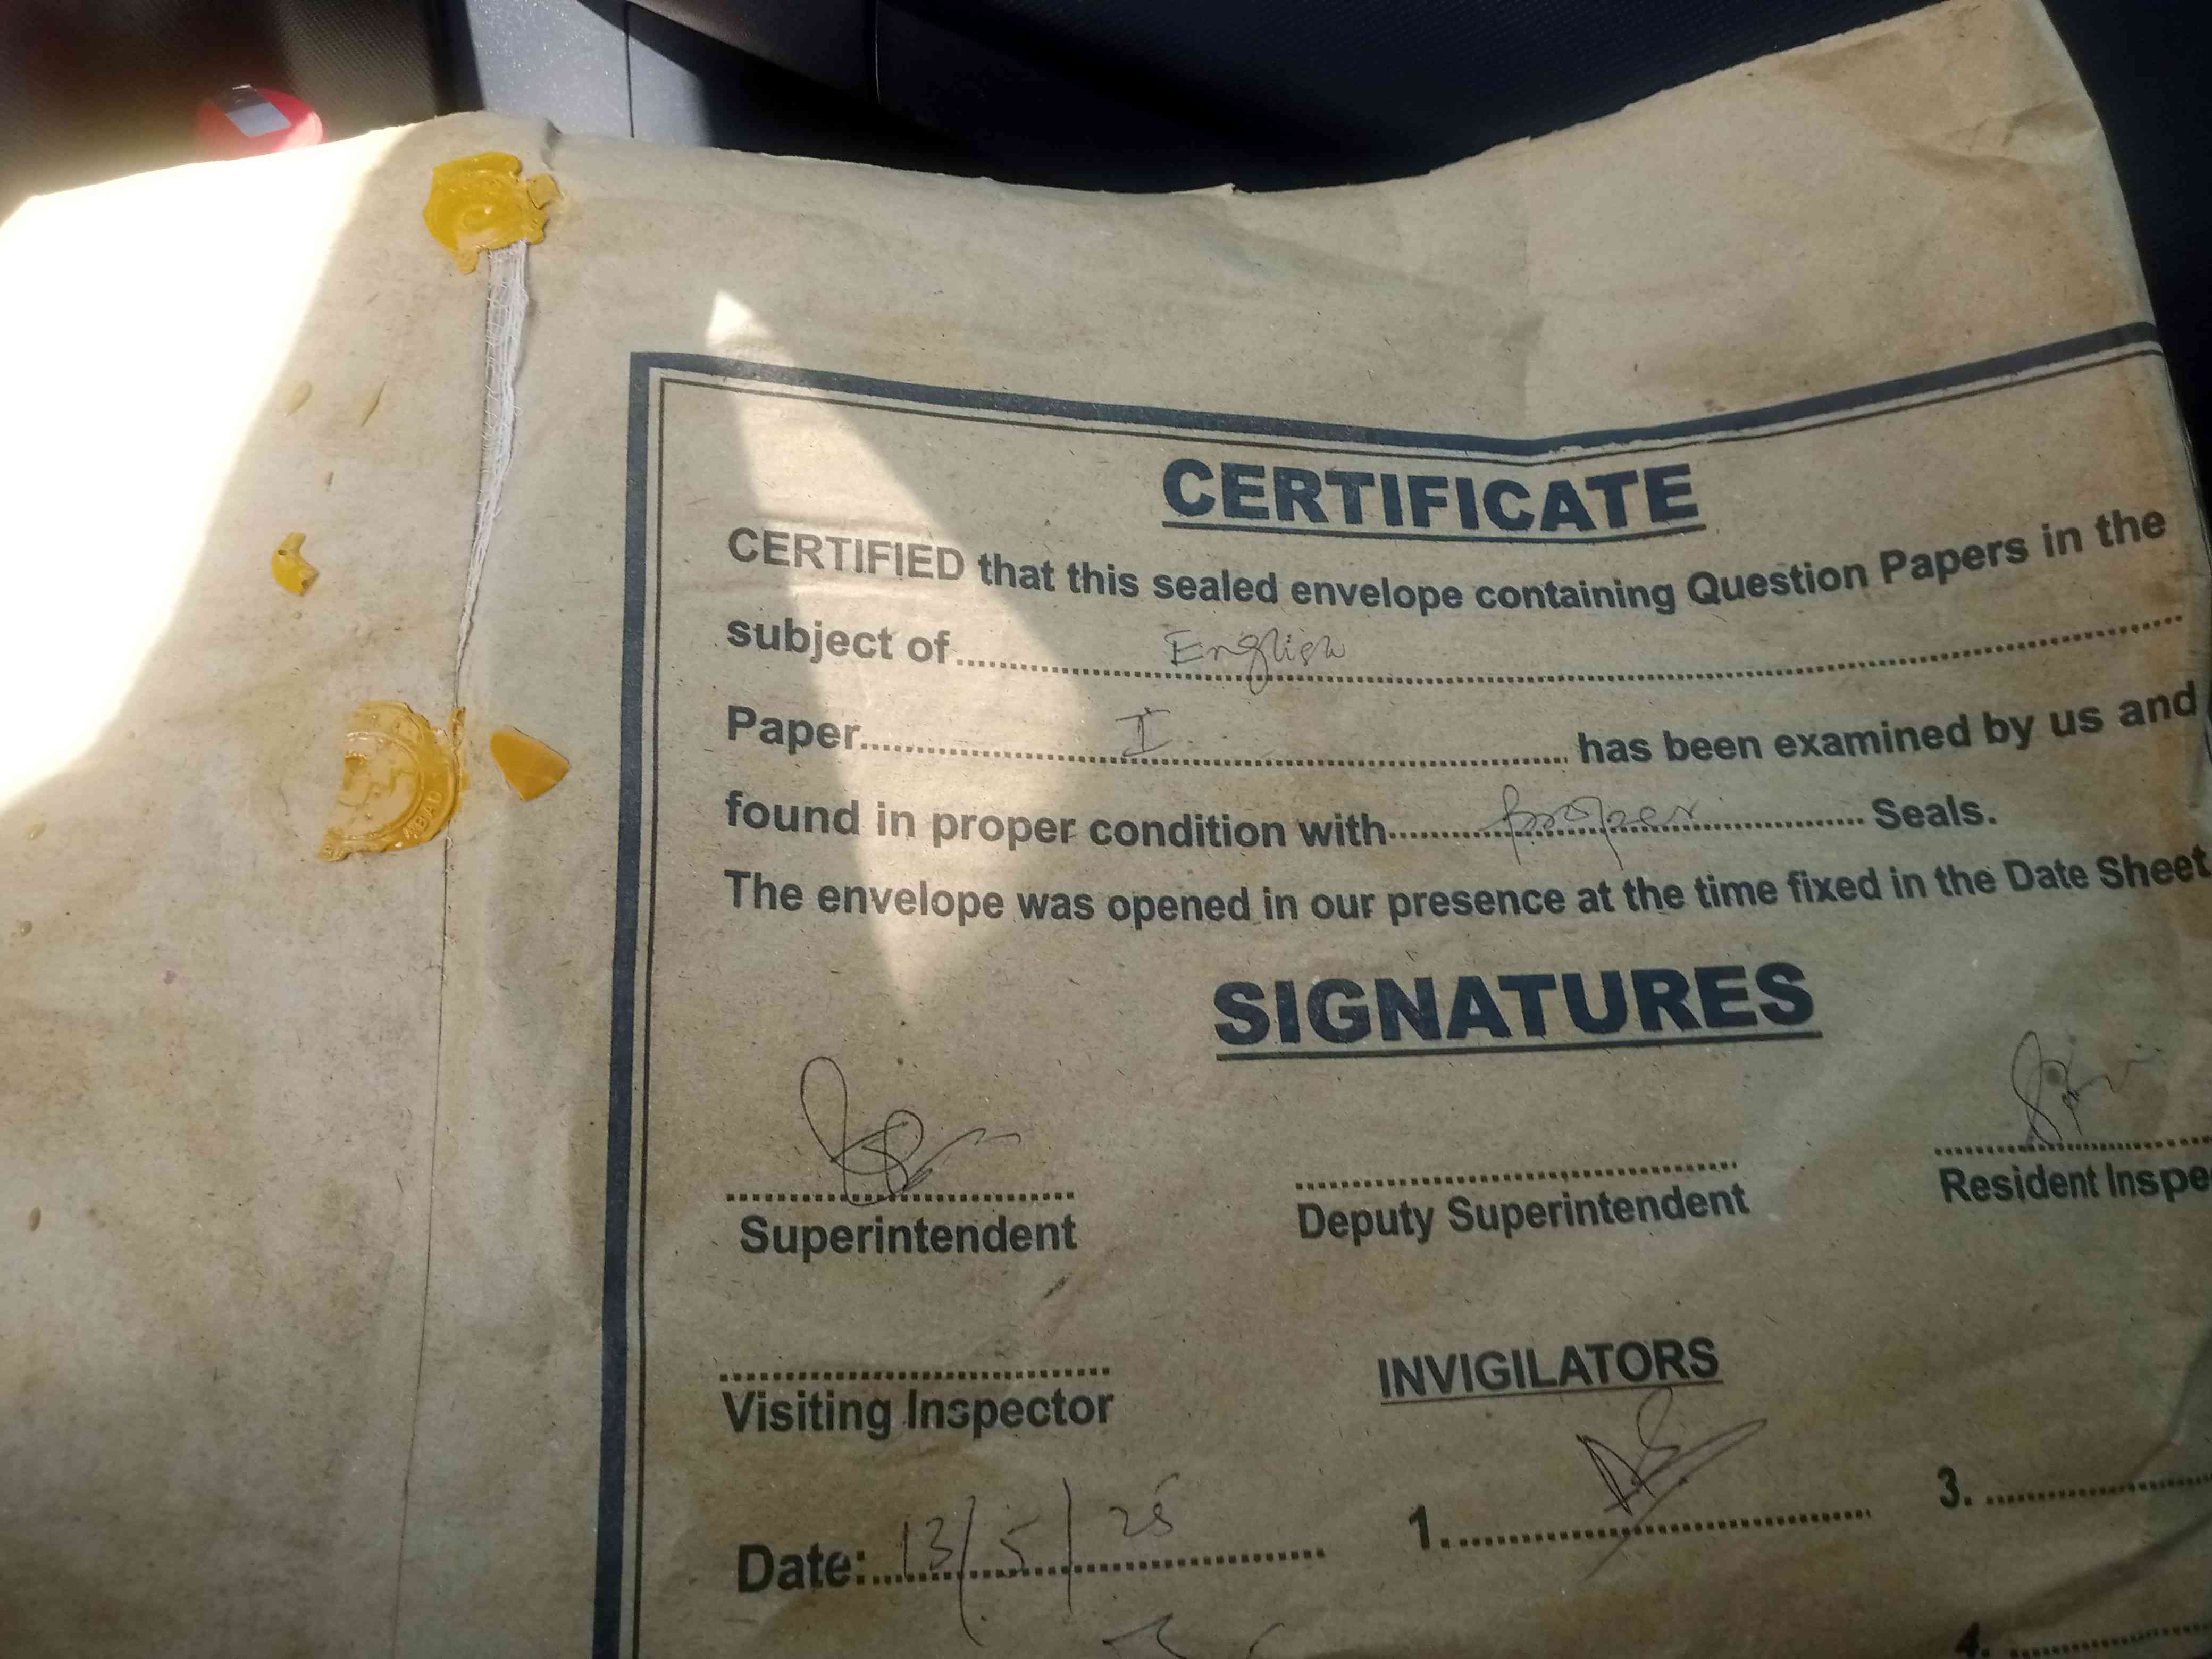 CERTIFICATE
CERTIFIED that this sealed envelope containing Question Papers in the
subject of English
Paper I has been examined by us and
found in proper condition with proper Seals.
The envelope was opened in our presence at the time fixed in the Date Sheet
SIGNATURES
Superintendent
Deputy Superintendent
Resident Inspe
Visiting Inspector
INVIGILATORS
Date: 13/5/25
1.
3.
4.
ABAD